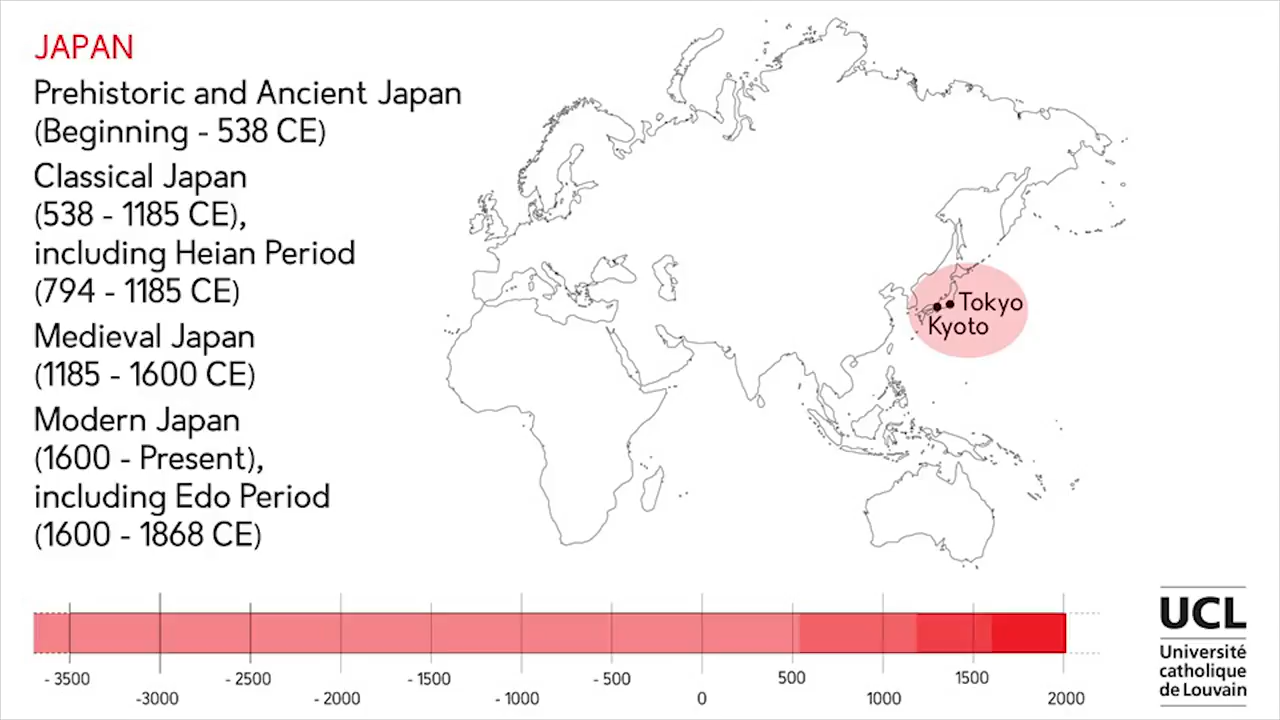 JAPAN
Prehistoric and Ancient Japan
(Beginning - 538 CE)
Classical Japan
(538 - 1185 CE),
including Heian Period
(794 - 1185 CE)
Medieval Japan
(1185 - 1600 CE)
Modern Japan
(1600 - Present),
including Edo Period
(1600 - 1868 CE)
Tokyo
Kyoto
- 3500
-3000
- 2500
- 2000
- 1500
- 1000
- 500
0
500
1000
1500
2000
UCL
Université
catholique
de Louvain